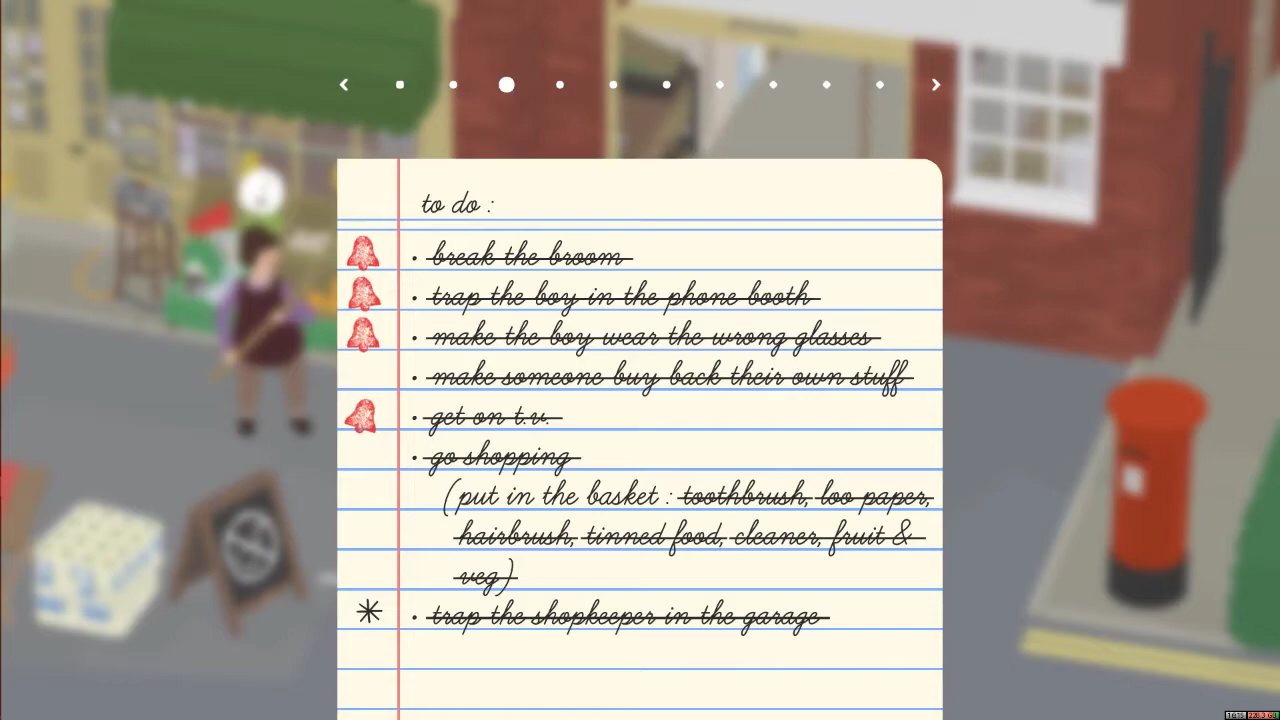 to do :
• break the broom
• trap the boy in the phone booth
• make the boy wear the wrong glasses
• make someone buy back their own stuff
• get on t.v.
• go shopping
(put in the basket : toothbrush, loo paper,
hairbrush, tinned food, cleaner, fruit &
veg)
• trap the shopkeeper in the garage